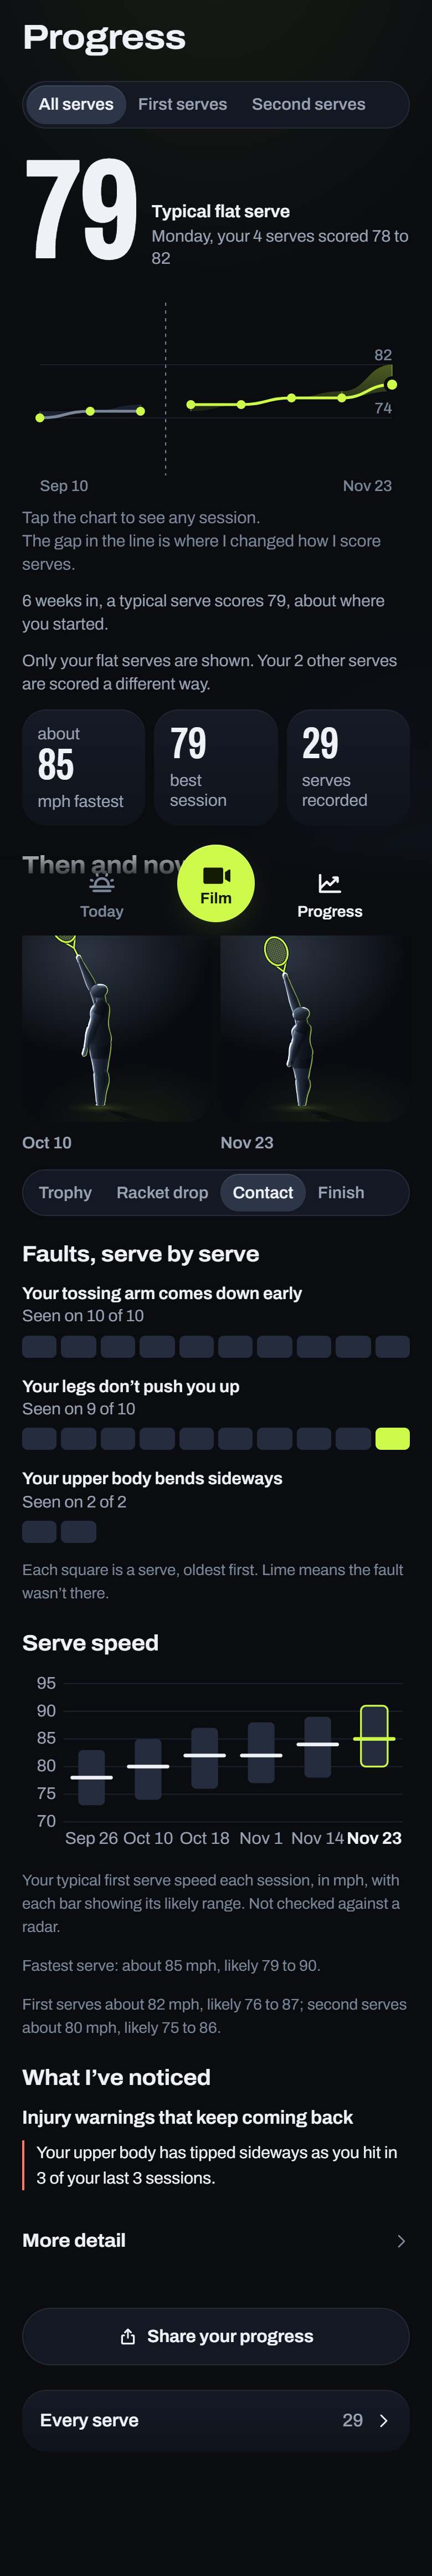 Progress
All serves First serves Second serves
79
Typical flat serve
Monday, your 4 serves scored 78 to
82
82
74
Sep 10 Nov 23
Tap the chart to see any session.
The gap in the line is where I changed how I score
serves.
6 weeks in, a typical serve scores 79, about where
you started.
Only your flat serves are shown. Your 2 other serves
are scored a different way.
about
85
mph fastest
79
best
session
29
serves
recorded
Then and now
Today
Film
Progress
Oct 10 Nov 23
Trophy Racket drop Contact Finish
Faults, serve by serve
Your tossing arm comes down early
Seen on 10 of 10
Your legs don’t push you up
Seen on 9 of 10
Your upper body bends sideways
Seen on 2 of 2
Each square is a serve, oldest first. Lime means the fault
wasn’t there.
Serve speed
95
90
85
80
75
70
Sep 26 Oct 10 Oct 18 Nov 1 Nov 14 Nov 23
Your typical first serve speed each session, in mph, with
each bar showing its likely range. Not checked against a
radar.
Fastest serve: about 85 mph, likely 79 to 90.
First serves about 82 mph, likely 76 to 87; second serves
about 80 mph, likely 75 to 86.
What I’ve noticed
Injury warnings that keep coming back
Your upper body has tipped sideways as you hit in
3 of your last 3 sessions.
More detail
Share your progress
Every serve 29